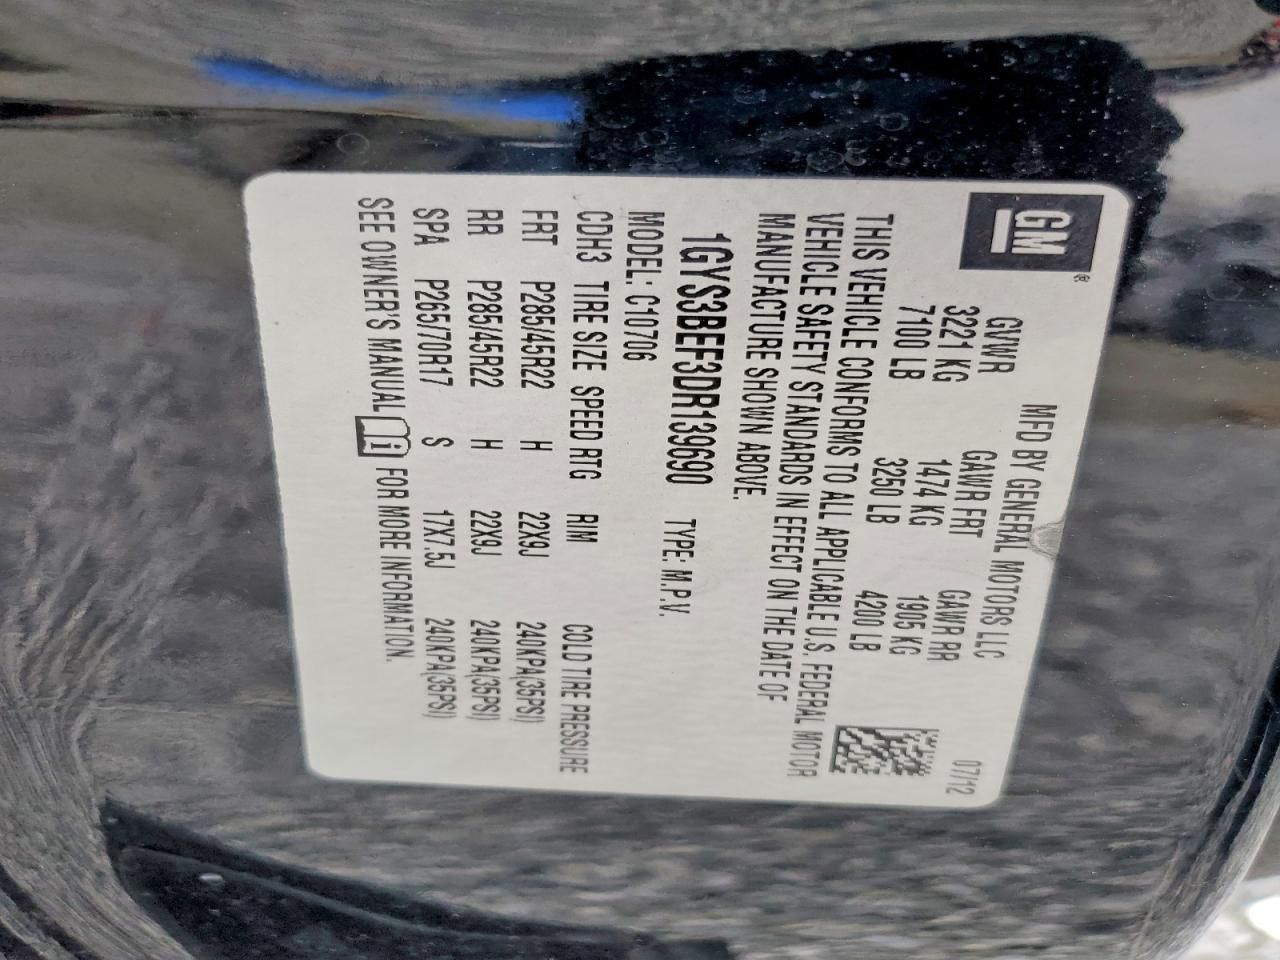 GM ®
MFD BY GENERAL MOTORS LLC 07/12
GVWR GAWR FRT GAWR RR
3221 KG 1474 KG 1905 KG
7100 LB 3250 LB 4200 LB
THIS VEHICLE CONFORMS TO ALL APPLICABLE U.S. FEDERAL MOTOR
VEHICLE SAFETY STANDARDS IN EFFECT ON THE DATE OF
MANUFACTURE SHOWN ABOVE.
1GYS3BEF3DR139690 TYPE: M.P.V.
MODEL: C10706
CDH3 TIRE SIZE SPEED RTG RIM COLD TIRE PRESSURE
FRT P285/45R22 H 22X9J 240KPA(35PSI)
RR P285/45R22 H 22X9J 240KPA(35PSI)
SPA P265/70R17 S 17X7.5J 240KPA(35PSI)
SEE OWNER'S MANUAL i FOR MORE INFORMATION.